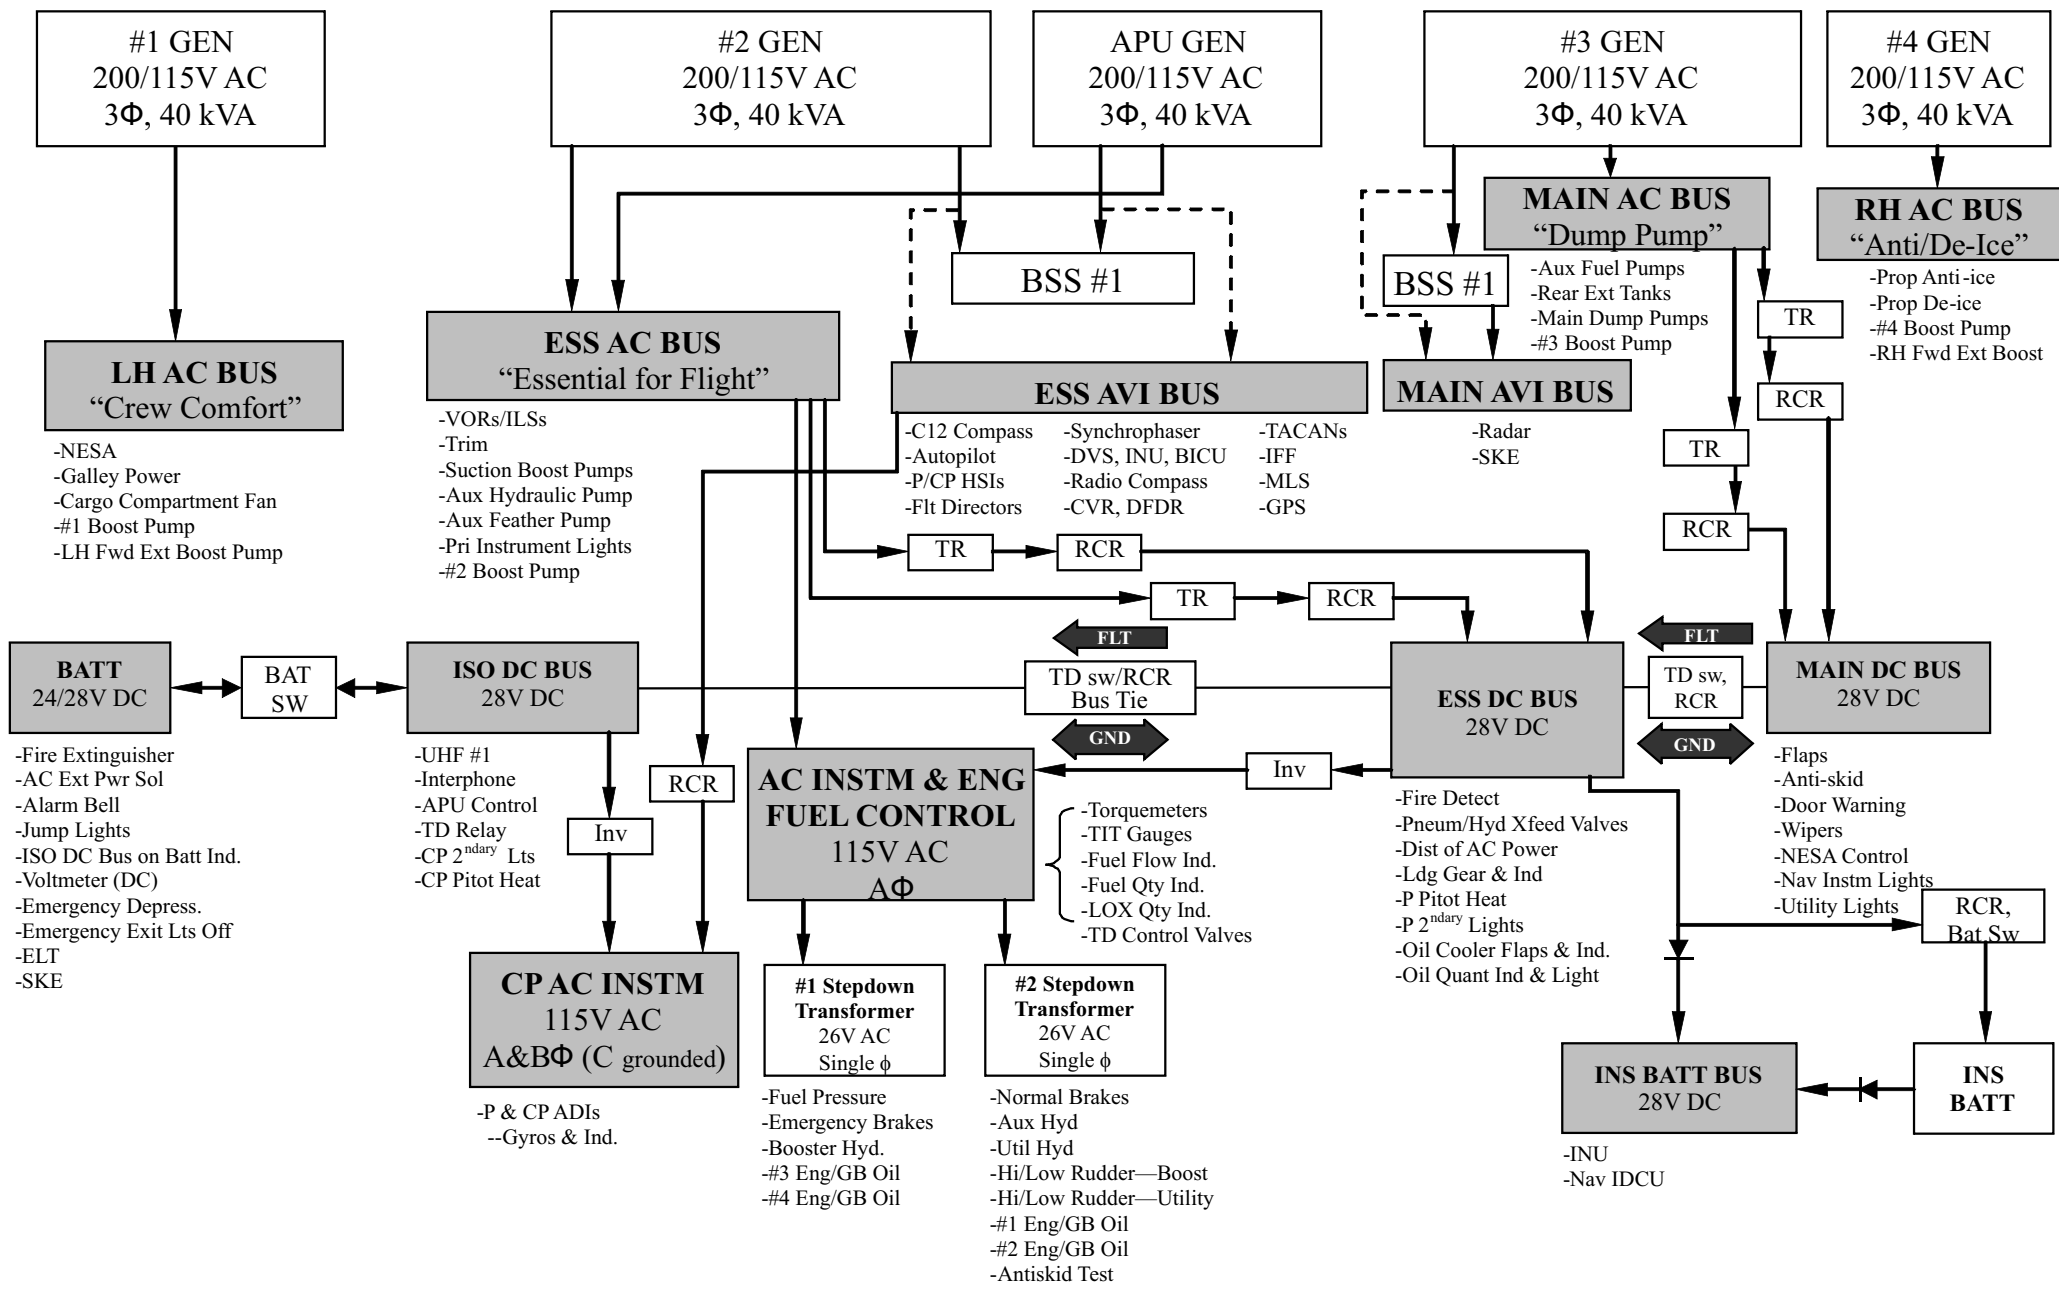 #1 GEN
200/115V AC
3Φ, 40 kVA
#2 GEN
200/115V AC
3Φ, 40 kVA
APU GEN
200/115V AC
3Φ, 40 kVA
#3 GEN
200/115V AC
3Φ, 40 kVA
#4 GEN
200/115V AC
3Φ, 40 kVA
MAIN AC BUS
“Dump Pump”
-Aux Fuel Pumps
-Rear Ext Tanks
-Main Dump Pumps
-#3 Boost Pump
RH AC BUS
“Anti/De-Ice”
-Prop Anti-ice
-Prop De-ice
-#4 Boost Pump
-RH Fwd Ext Boost
BSS #1
BSS #1
TR
RCR
TR
RCR
LH AC BUS
“Crew Comfort”
-NESA
-Galley Power
-Cargo Compartment Fan
-#1 Boost Pump
-LH Fwd Ext Boost Pump
ESS AC BUS
“Essential for Flight”
-VORs/ILSs
-Trim
-Suction Boost Pumps
-Aux Hydraulic Pump
-Aux Feather Pump
-Pri Instrument Lights
-#2 Boost Pump
ESS AVI BUS
-C12 Compass
-Autopilot
-P/CP HSIs
-Flt Directors
-Synchrophaser
-DVS, INU, BICU
-Radio Compass
-CVR, DFDR
-TACANs
-IFF
-MLS
-GPS
MAIN AVI BUS
-Radar
-SKE
TR
RCR
TR
RCR
BATT
24/28V DC
-Fire Extinguisher
-AC Ext Pwr Sol
-Alarm Bell
-Jump Lights
-ISO DC Bus on Batt Ind.
-Voltmeter (DC)
-Emergency Depress.
-Emergency Exit Lts Off
-ELT
-SKE
BAT
SW
ISO DC BUS
28V DC
-UHF #1
-Interphone
-APU Control
-TD Relay
-CP 2ndary Lts
-CP Pitot Heat
FLT
TD sw/RCR
Bus Tie
GND
ESS DC BUS
28V DC
-Fire Detect
-Pneum/Hyd Xfeed Valves
-Dist of AC Power
-Ldg Gear & Ind
-P Pitot Heat
-P 2ndary Lights
-Oil Cooler Flaps & Ind.
-Oil Quant Ind & Light
FLT
TD sw,
RCR
GND
MAIN DC BUS
28V DC
-Flaps
-Anti-skid
-Door Warning
-Wipers
-NESA Control
-Nav Instm Lights
-Utility Lights
RCR
Inv
Inv
AC INSTM & ENG
FUEL CONTROL
115V AC
AΦ
-Torquemeters
-TIT Gauges
-Fuel Flow Ind.
-Fuel Qty Ind.
-LOX Qty Ind.
-TD Control Valves
RCR,
Bat Sw
CP AC INSTM
115V AC
A&BΦ (C grounded)
-P & CP ADIs
--Gyros & Ind.
#1 Stepdown
Transformer
26V AC
Single ϕ
-Fuel Pressure
-Emergency Brakes
-Booster Hyd.
-#3 Eng/GB Oil
-#4 Eng/GB Oil
#2 Stepdown
Transformer
26V AC
Single ϕ
-Normal Brakes
-Aux Hyd
-Util Hyd
-Hi/Low Rudder—Boost
-Hi/Low Rudder—Utility
-#1 Eng/GB Oil
-#2 Eng/GB Oil
-Antiskid Test
INS BATT BUS
28V DC
-INU
-Nav IDCU
INS
BATT